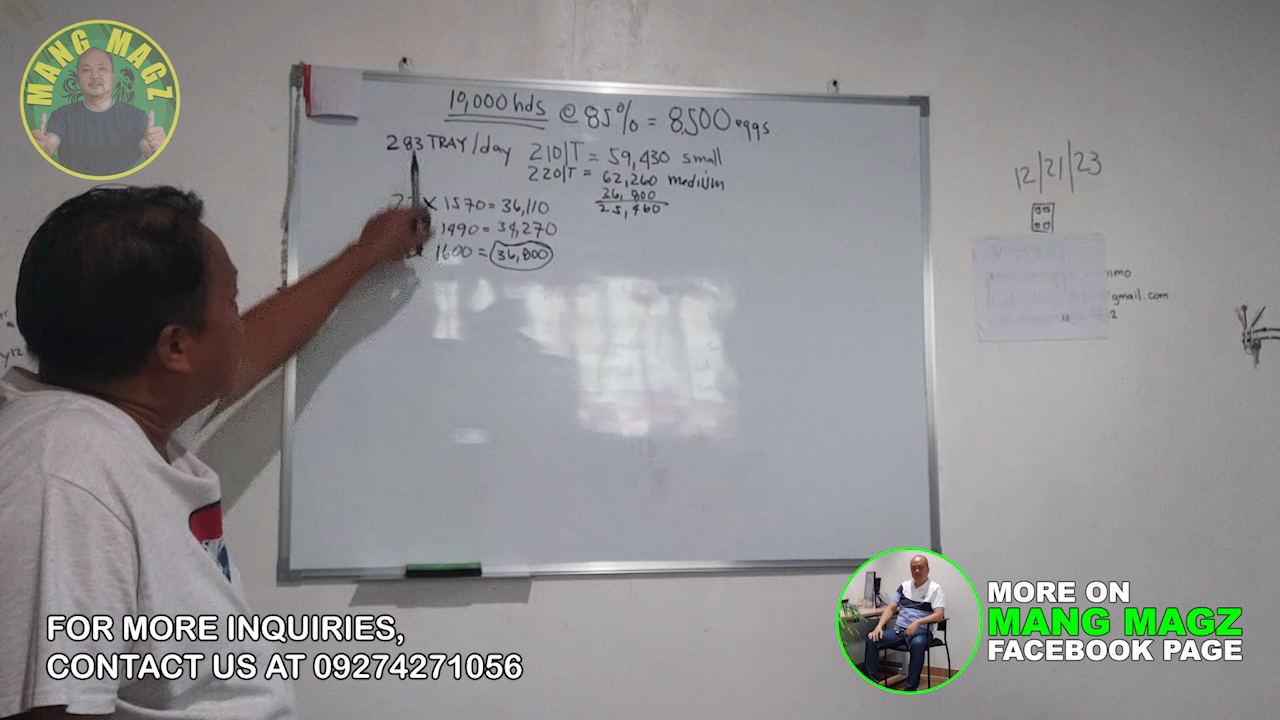 MANG MAGZ
10,000 hds @ 85% = 8,500 eggs
283 TRAY/day
210/T = 59,430 small
220/T = 62,260 medium
36,800
25,460
x 1570 = 36,110
1490 = 34,270
1600 = 36,800
12/21/23
gmail.com
2
FOR MORE INQUIRIES,
CONTACT US AT 09274271056
MORE ON
MANG MAGZ
FACEBOOK PAGE